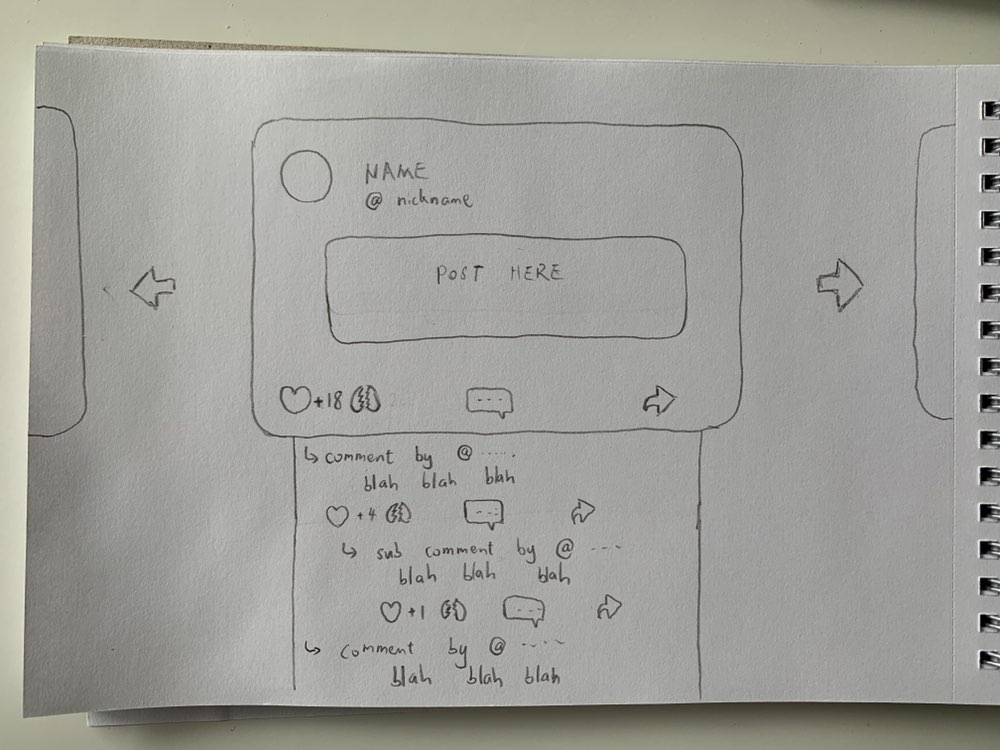 NAME
@ nickname
POST HERE
+18
↳ comment by @ ......
blah blah blah
+4
↳ sub comment by @ ---
blah blah blah
+1
↳ comment by @ ----
blah blah blah